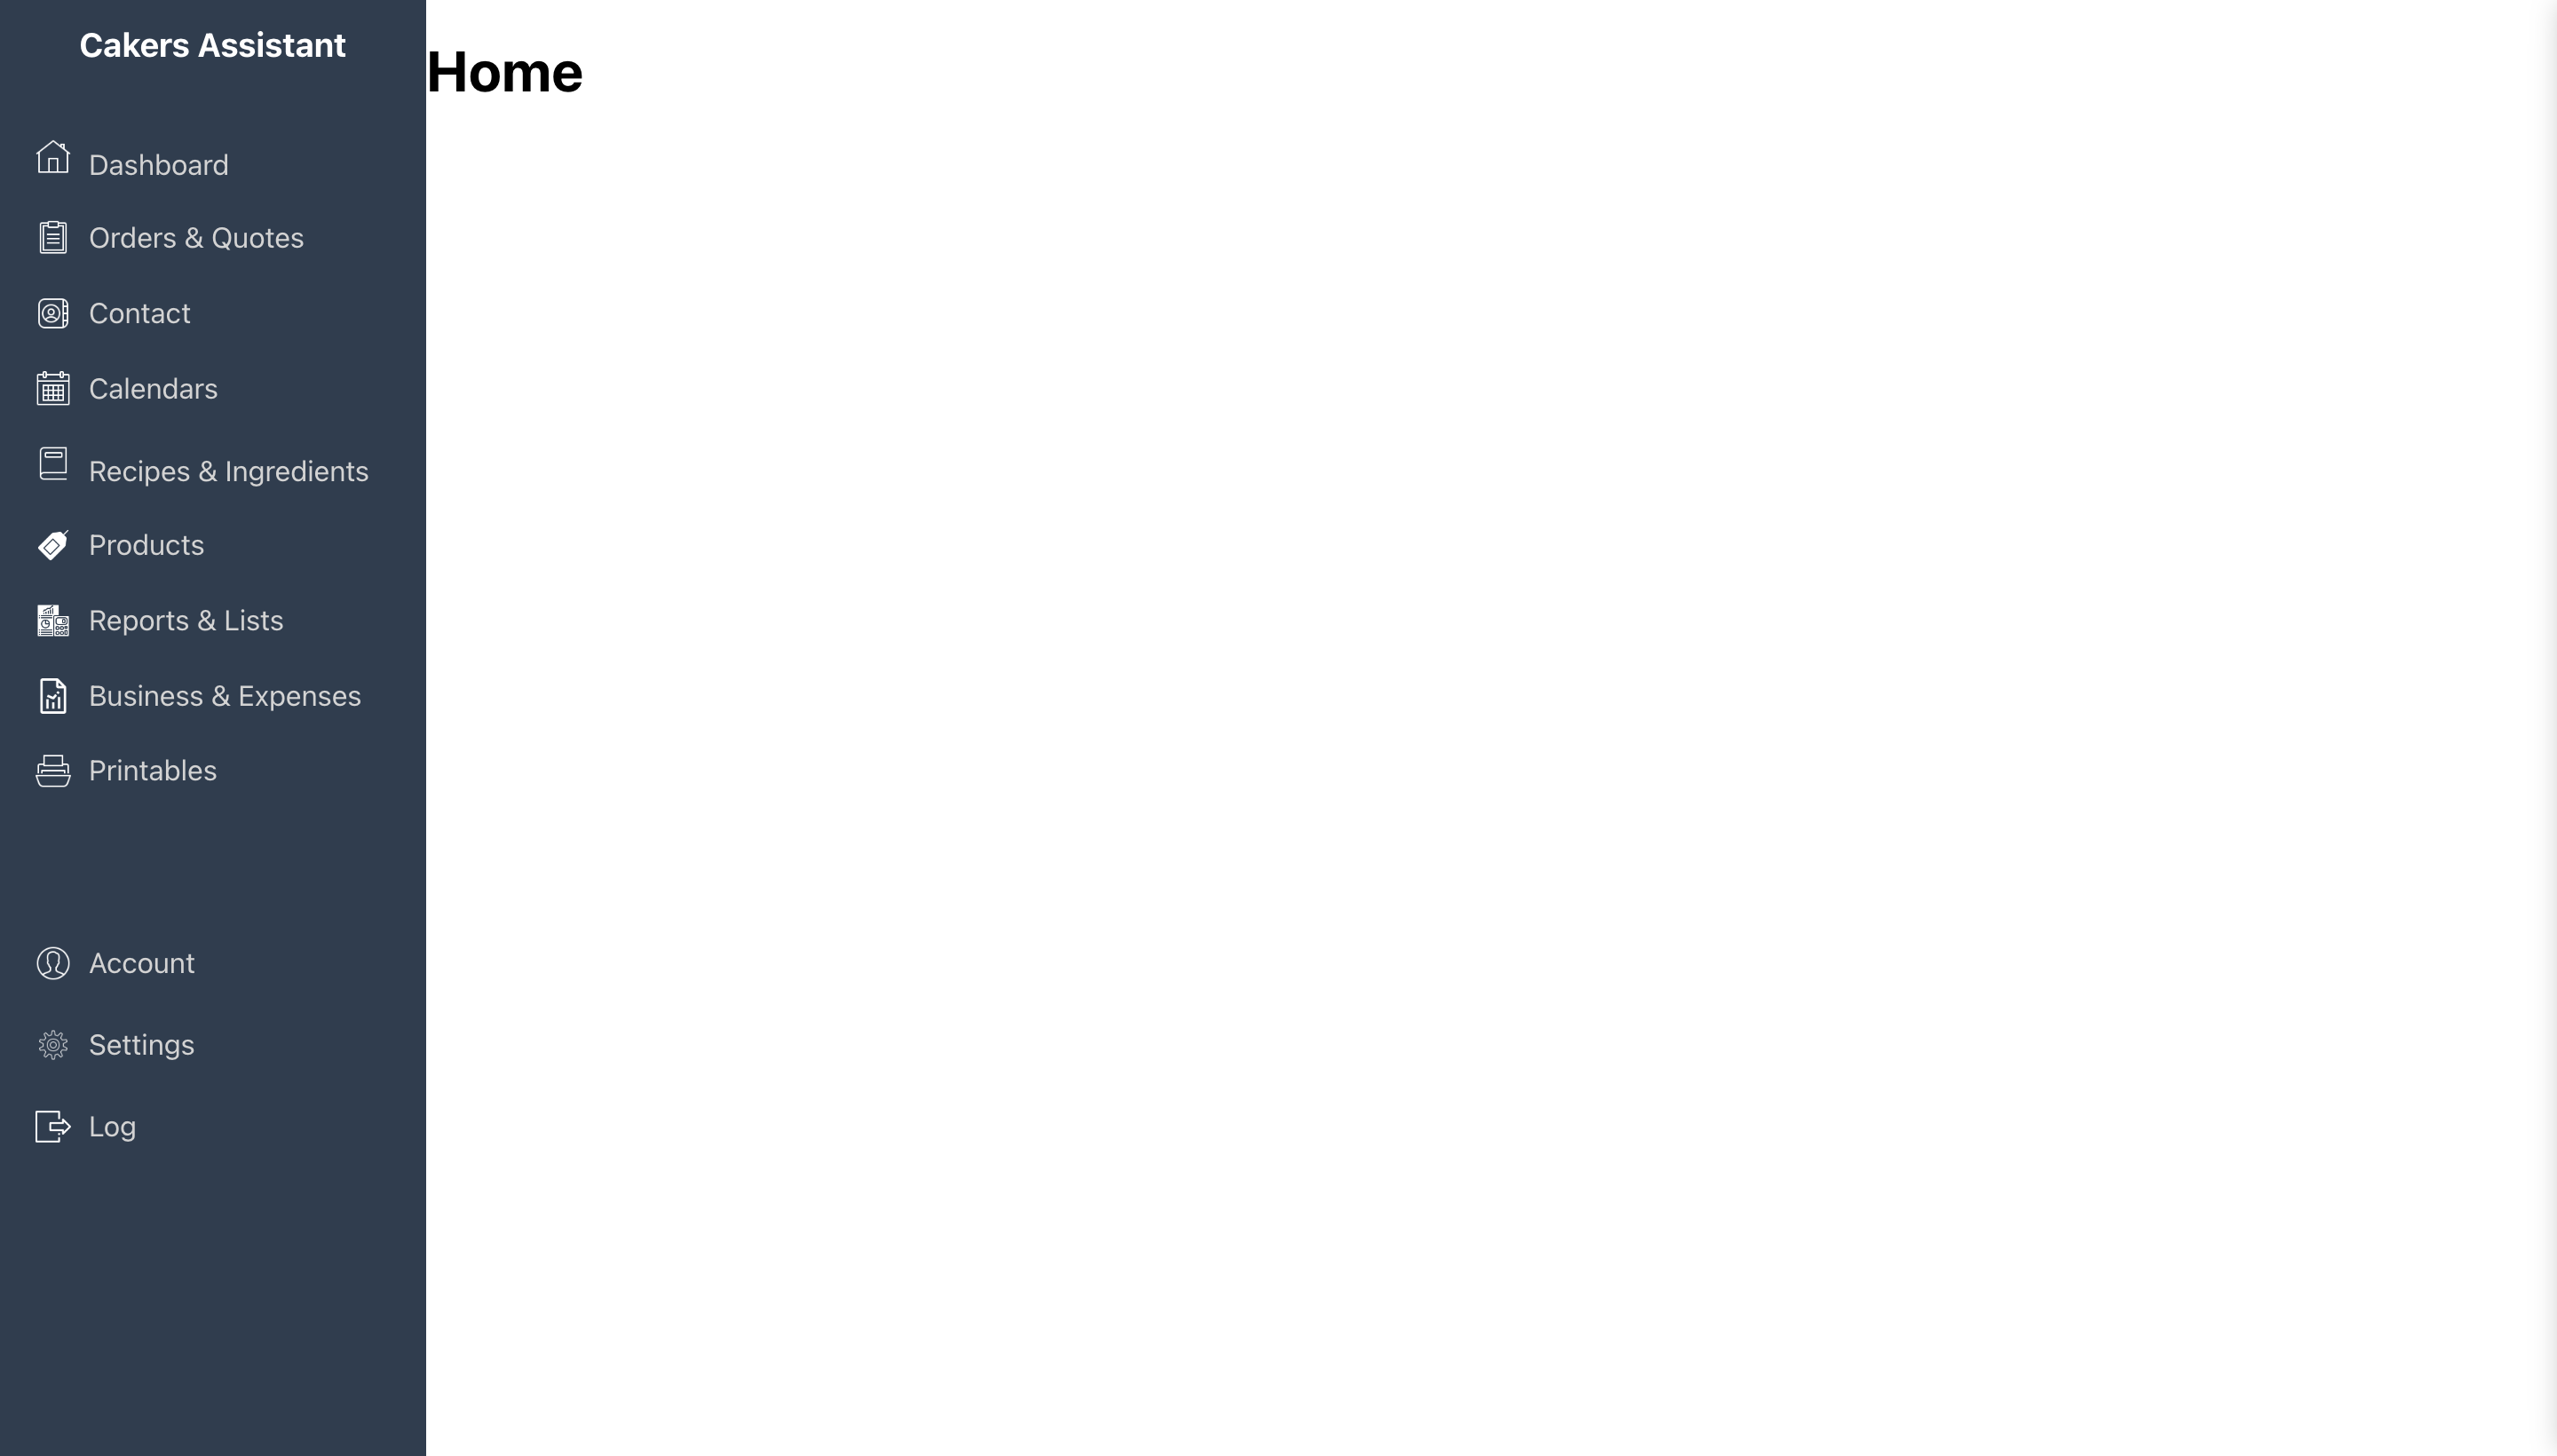 Cakers Assistant
Home
Dashboard
Orders & Quotes
Contact
Calendars
Recipes & Ingredients
Products
Reports & Lists
Business & Expenses
Printables
Account
Settings
Log